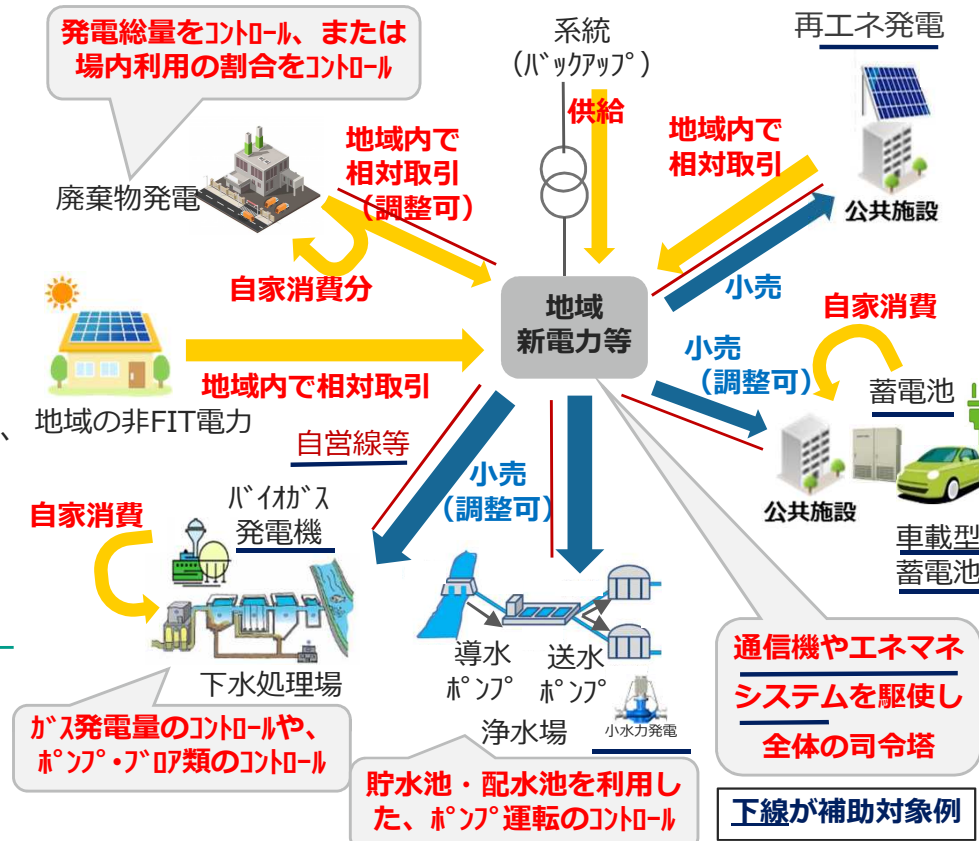 発電総量をｺﾝﾄﾛｰﾙ、または
場内利用の割合をｺﾝﾄﾛｰﾙ
系統
（ﾊﾞｯｸｱｯﾌﾟ）
供給
再エネ発電
地域内で
相対取引
（調整可）
地域内で
相対取引
廃棄物発電
公共施設
自家消費分
小売
地域
新電力等
自家消費
小売
（調整可）
地域内で相対取引
蓄電池
、
地域の非FIT電力
自営線等
小売
（調整可）
公共施設
自家消費
ﾊﾞｲｵｶﾞｽ
発電機
車載型
蓄電池
導水
ﾎﾟﾝﾌﾟ
送水
ﾎﾟﾝﾌﾟ
下水処理場
浄水場
小水力発電
通信機やエネマネ
システムを駆使し
全体の司令塔
ｶﾞｽ発電量のｺﾝﾄﾛｰﾙや、
ﾎﾟﾝﾌﾟ・ﾌﾞﾛｱ類のｺﾝﾄﾛｰﾙ
貯水池・配水池を利用し
た、ﾎﾟﾝﾌﾟ運転のｺﾝﾄﾛｰﾙ
下線が補助対象例